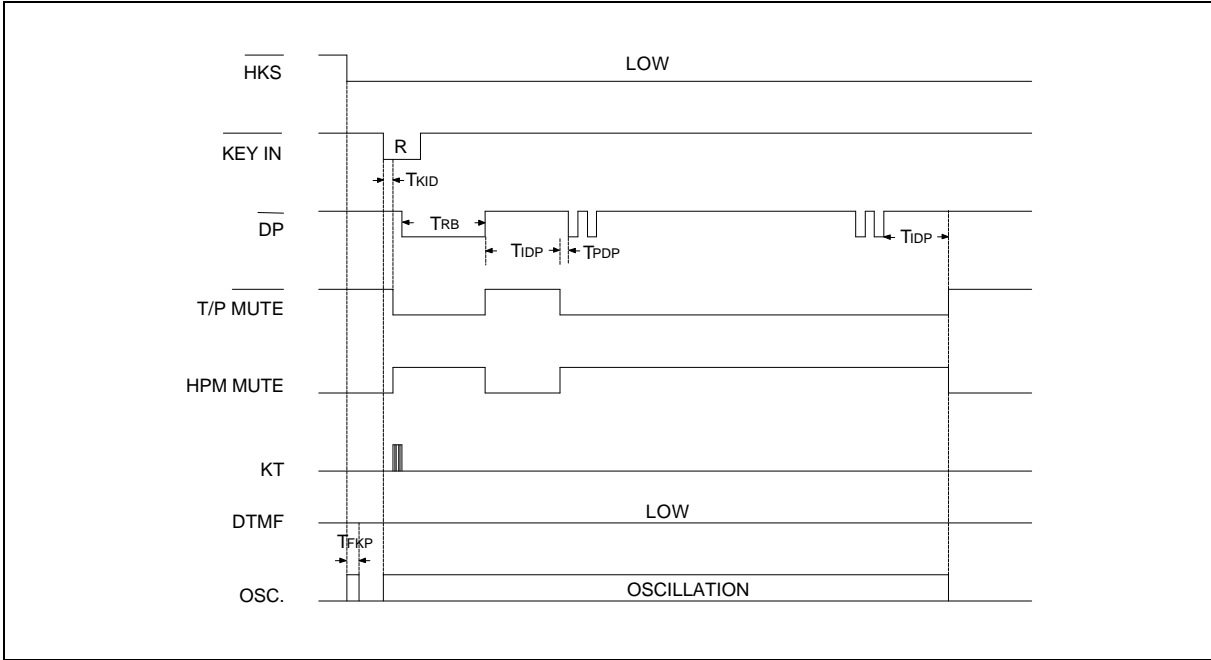 HKS
LOW
KEY IN
R
TKID
DP
TRB
TIDP
TPDP
TIDP
T/P MUTE
HPM MUTE
KT
DTMF
LOW
TFKP
OSC.
OSCILLATION